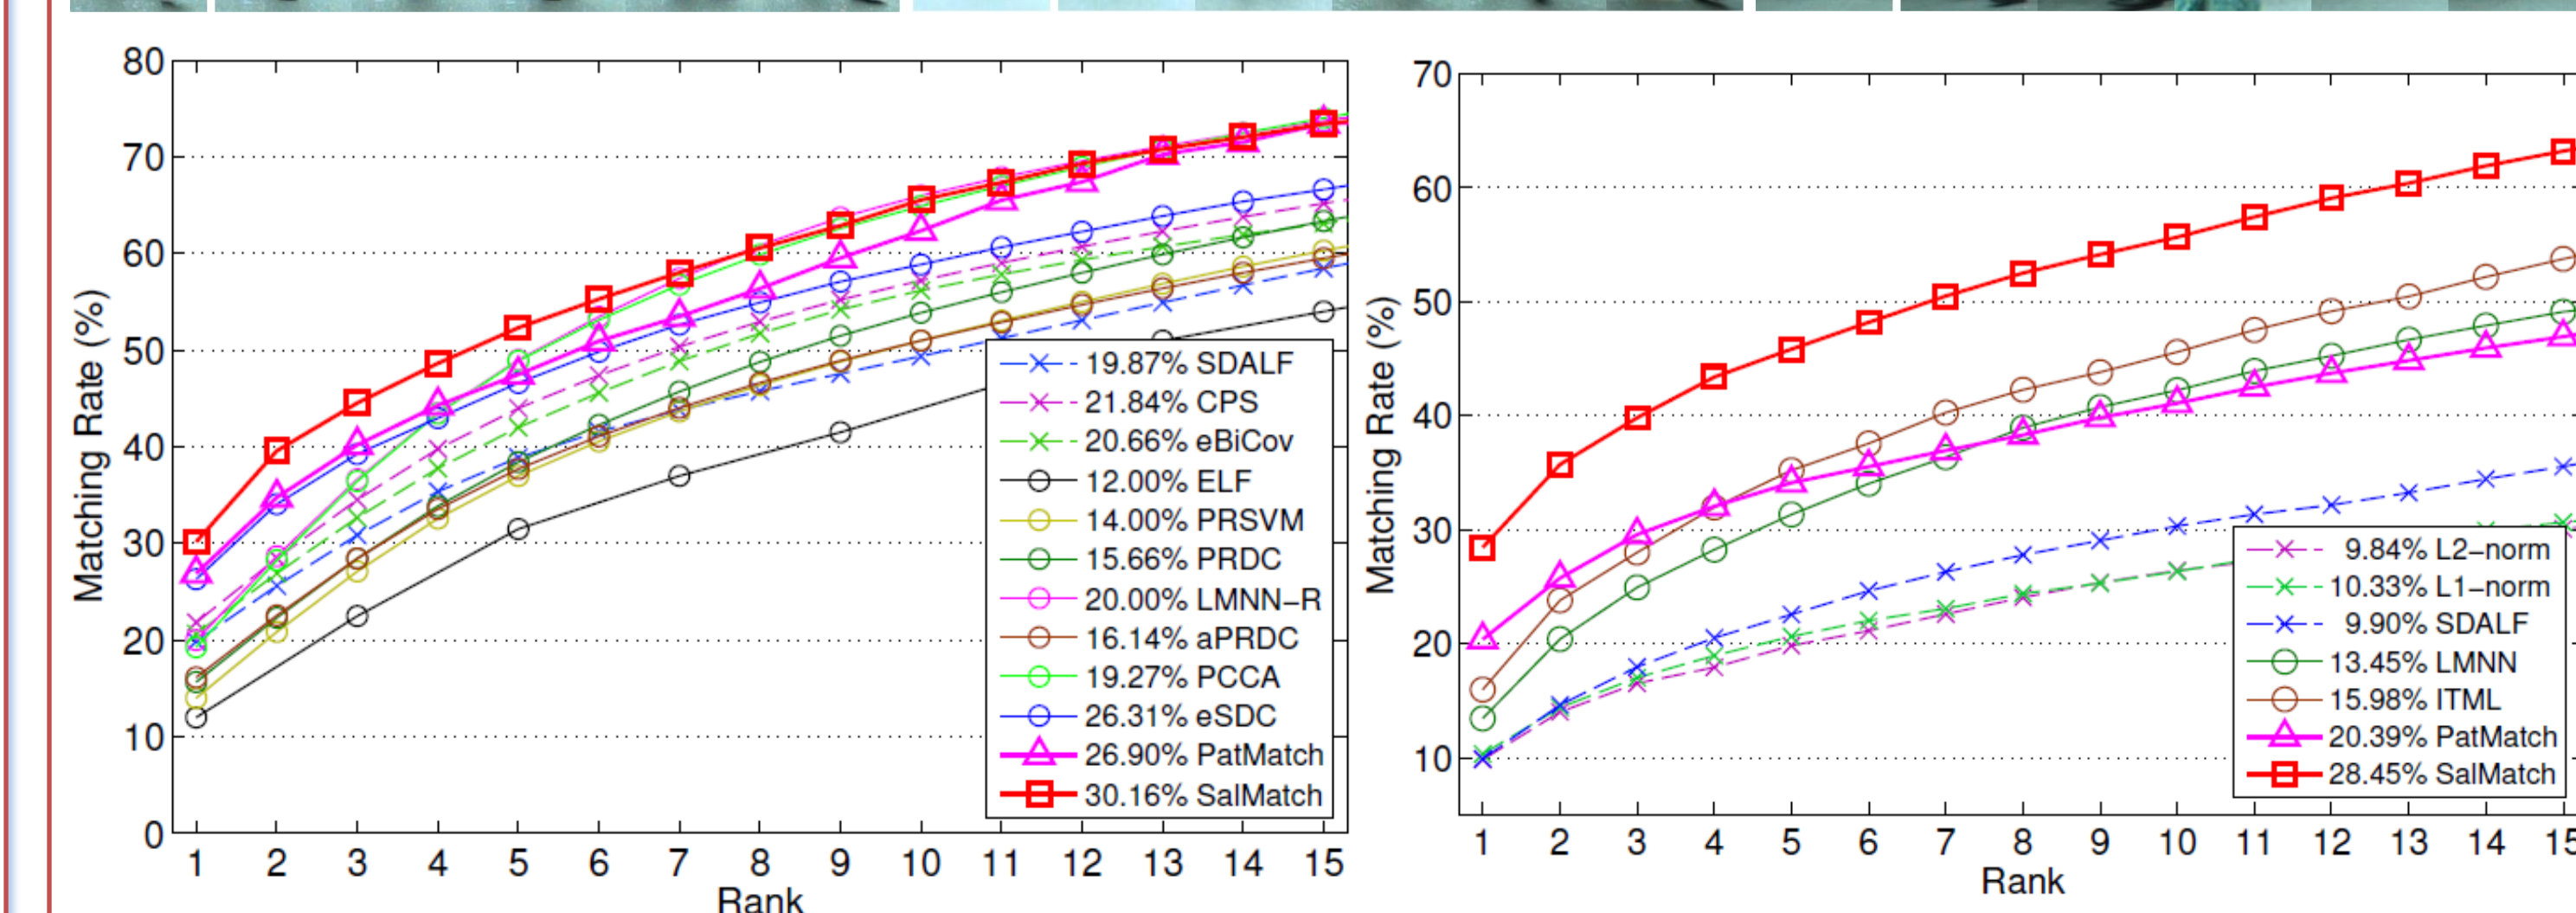 80
70
60
50
40
30
20
10
0
Matching Rate (%)
19.87% SDALF
21.84% CPS
20.66% eBiCov
12.00% ELF
14.00% PRSVM
15.66% PRDC
20.00% LMNN-R
16.14% aPRDC
19.27% PCCA
26.31% eSDC
26.90% PatMatch
30.16% SalMatch
1 2 3 4 5 6 7 8 9 10 11 12 13 14 15
Rank
70
60
50
40
30
20
10
Matching Rate (%)
9.84% L2-norm
10.33% L1-norm
9.90% SDALF
13.45% LMNN
15.98% ITML
20.39% PatMatch
28.45% SalMatch
1 2 3 4 5 6 7 8 9 10 11 12 13 14 15
Rank